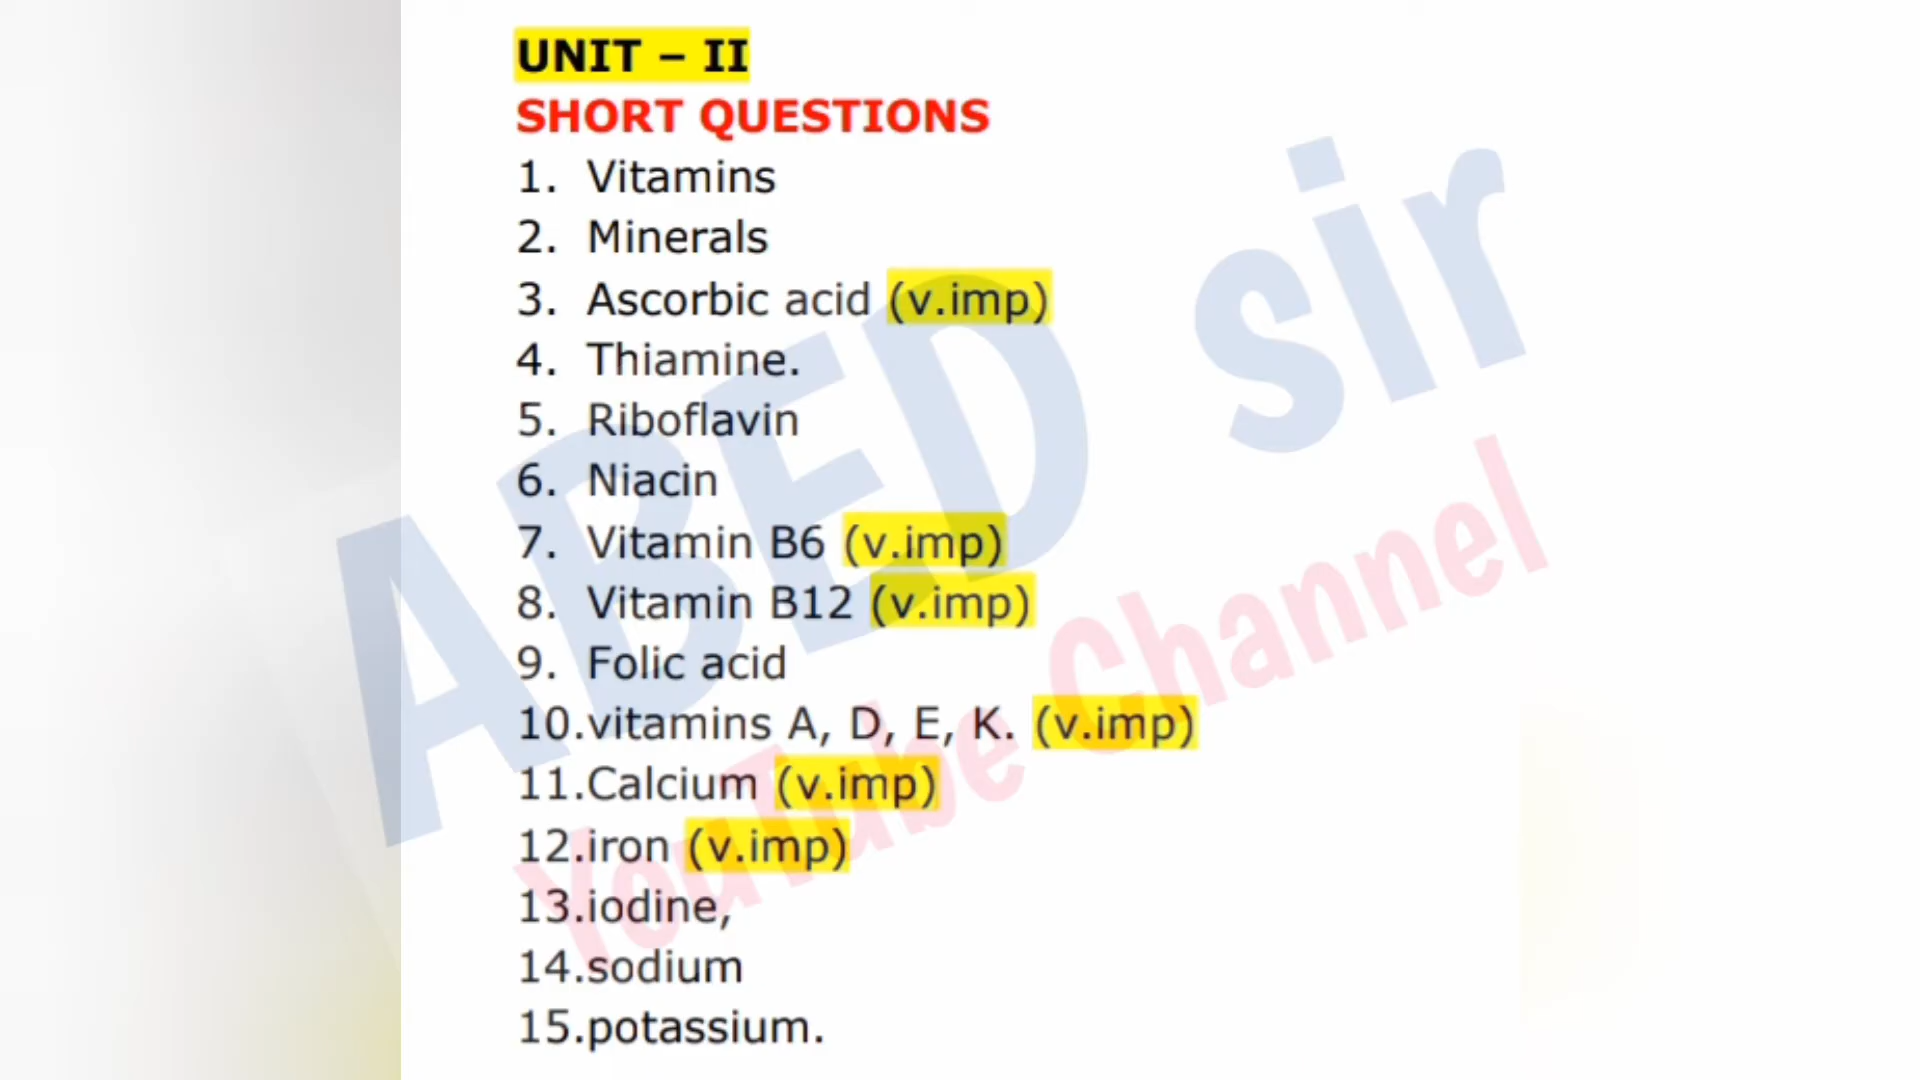 UNIT – II
SHORT QUESTIONS
1. Vitamins
2. Minerals
3. Ascorbic acid (v.imp)
4. Thiamine.
5. Riboflavin
6. Niacin
7. Vitamin B6 (v.imp)
8. Vitamin B12 (v.imp)
9. Folic acid
10.vitamins A, D, E, K. (v.imp)
11.Calcium (v.imp)
12.iron (v.imp)
13.iodine,
14.sodium
15.potassium.
ABED sir
YouTube Channel